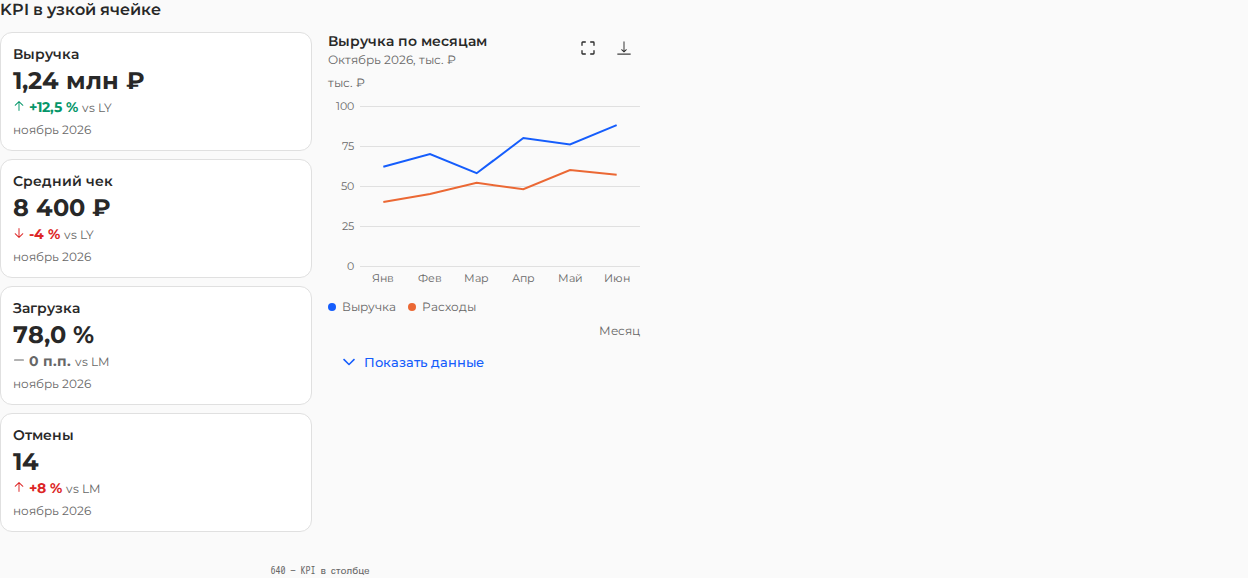 KPI в узкой ячейке
Выручка
1,24 млн ₽
+12,5 % vs LY
ноябрь 2026
Средний чек
8 400 ₽
-4 % vs LY
ноябрь 2026
Загрузка
78,0 %
0 п.п. vs LM
ноябрь 2026
Отмены
14
+8 % vs LM
ноябрь 2026
Выручка по месяцам
Октябрь 2026, тыс. ₽
тыс. ₽
100
75
50
25
0
Янв Фев Мар Апр Май Июн
Выручка Расходы
Месяц
Показать данные
640 — KPI в столбце